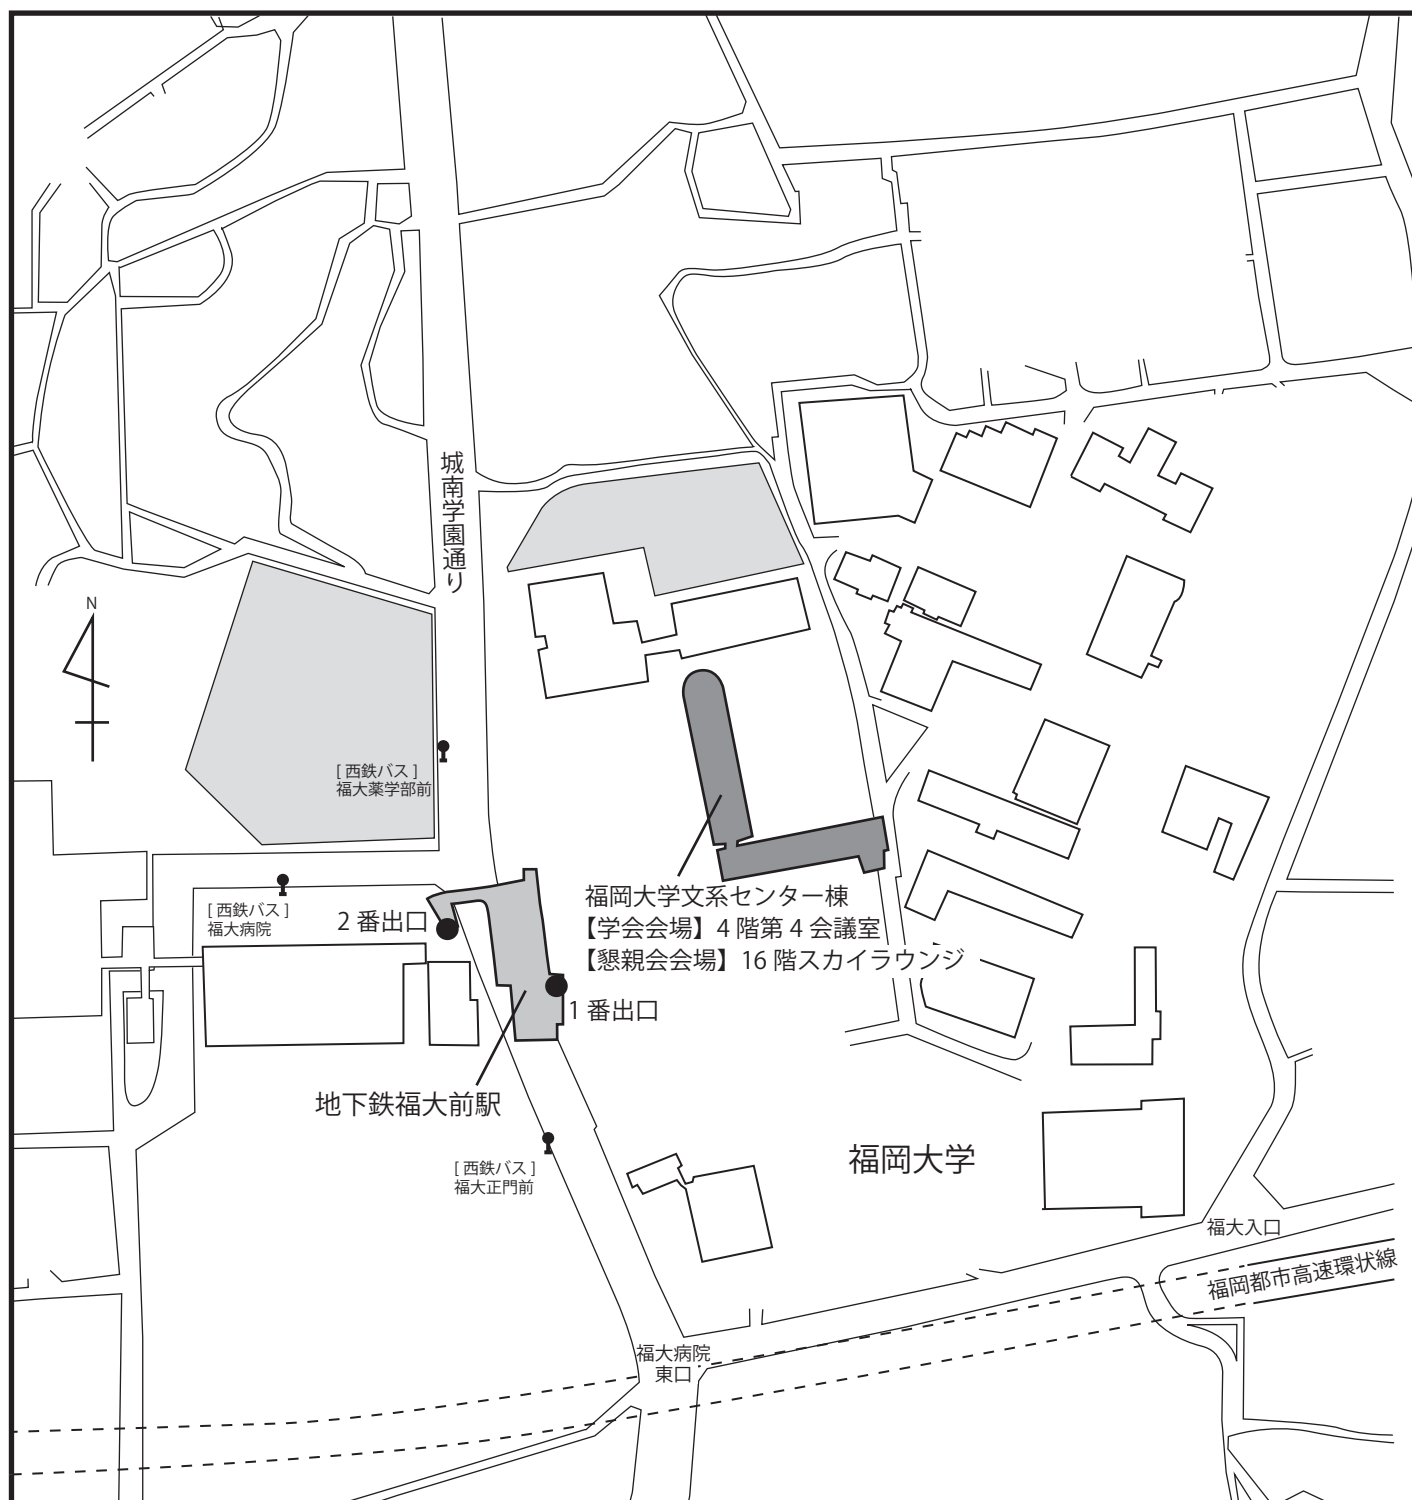 城南学園通り
N
[ 西鉄バス ]
福大薬学部前
[ 西鉄バス ]
福大病院
2 番出口
福岡大学文系センター棟
【学会会場】4 階第 4 会議室
【懇親会会場】16 階スカイラウンジ
1 番出口
地下鉄福大前駅
[ 西鉄バス ]
福大正門前
福岡大学
福大入口
福岡都市高速環状線
福大病院
東口